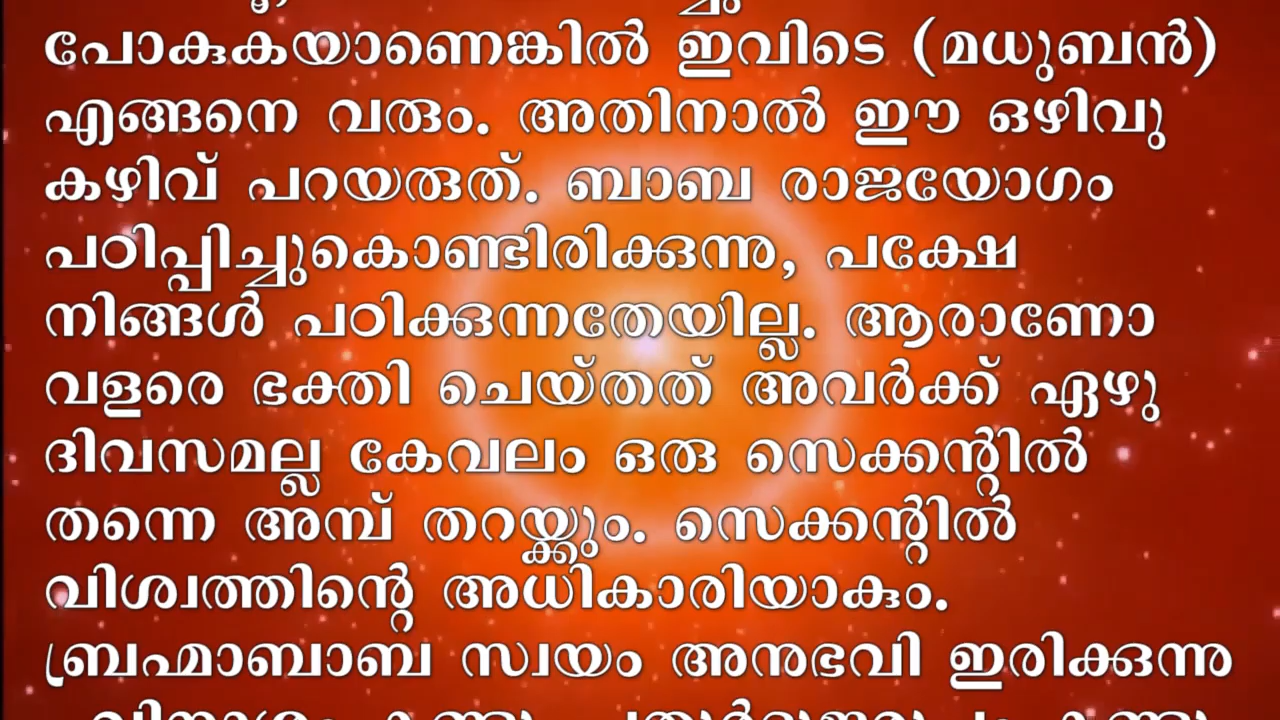 പോകുകയാണെങ്കിൽ ഇവിടെ (മധുബൻ)
എങ്ങനെ വരും. അതിനാൽ ഈ ഒഴിവു
കഴിവ് പറയരുത്. ബാബ രാജയോഗം
പഠിപ്പിച്ചുകൊണ്ടിരിക്കുന്നു, പക്ഷേ
നിങ്ങൾ പഠിക്കുന്നതേയില്ല. ആരാണോ
വളരെ ഭക്തി ചെയ്തത് അവർക്ക് ഏഴു
ദിവസമല്ല കേവലം ഒരു സെക്കന്റിൽ
തന്നെ അമ്പ് തറയ്ക്കും. സെക്കന്റിൽ
വിശ്വത്തിന്റെ അധികാരിയാകും.
ബ്രഹ്മാബാബ സ്വയം അനുഭവി ഇരിക്കുന്നു